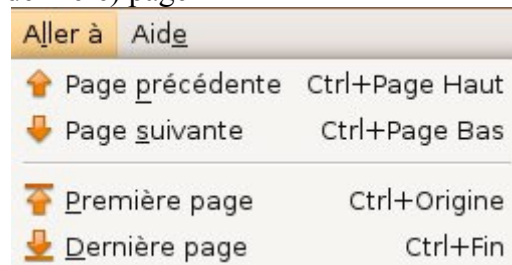 Aller à Aide
Page précédente Ctrl+Page Haut
Page suivante Ctrl+Page Bas
Première page Ctrl+Origine
Dernière page Ctrl+Fin